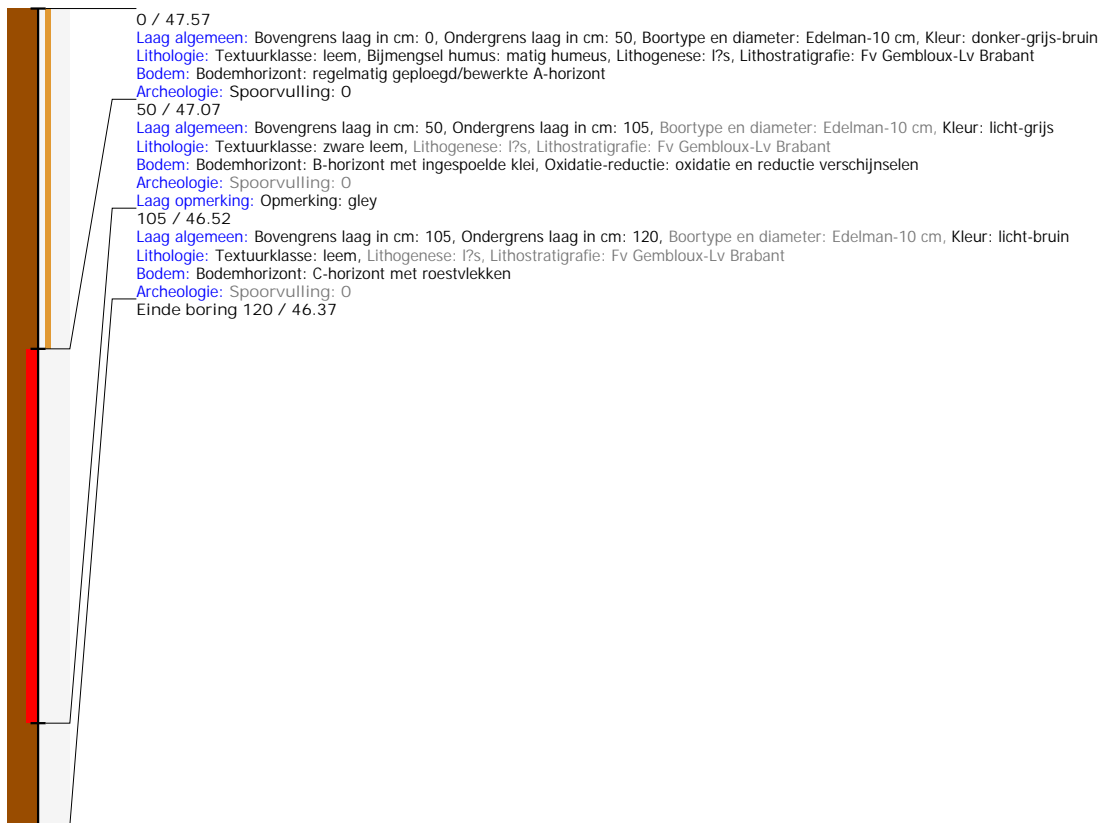 0 / 47.57
Laag algemeen: Bovengrens laag in cm: 0, Ondergrens laag in cm: 50, Boortype en diameter: Edelman-10 cm, Kleur: donker-grijs-bruin
Lithologie: Textuurklasse: leem, Bijmengsel humus: matig humeus, Lithogenese: l?s, Lithostratigrafie: Fv Gembloux-Lv Brabant
Bodem: Bodemhorizont: regelmatig geploegd/bewerkte A-horizont
Archeologie: Spoorvulling: 0
50 / 47.07
Laag algemeen: Bovengrens laag in cm: 50, Ondergrens laag in cm: 105, Boortype en diameter: Edelman-10 cm, Kleur: licht-grijs
Lithologie: Textuurklasse: zware leem, Lithogenese: l?s, Lithostratigrafie: Fv Gembloux-Lv Brabant
Bodem: Bodemhorizont: B-horizont met ingespoelde klei, Oxidatie-reductie: oxidatie en reductie verschijnselen
Archeologie: Spoorvulling: 0
Laag opmerking: Opmerking: gley
105 / 46.52
Laag algemeen: Bovengrens laag in cm: 105, Ondergrens laag in cm: 120, Boortype en diameter: Edelman-10 cm, Kleur: licht-bruin
Lithologie: Textuurklasse: leem, Lithogenese: l?s, Lithostratigrafie: Fv Gembloux-Lv Brabant
Bodem: Bodemhorizont: C-horizont met roestvlekken
Archeologie: Spoorvulling: 0
Einde boring 120 / 46.37